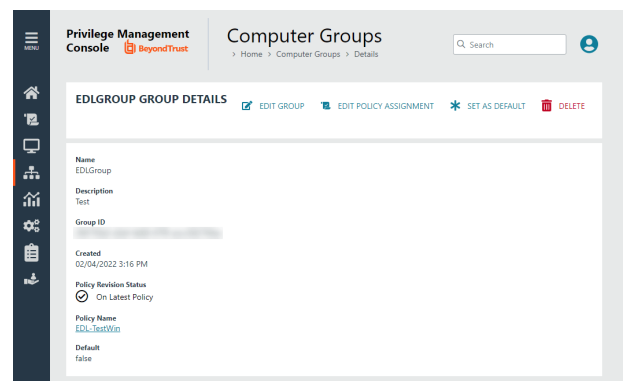 MENU
Privilege Management
Console BeyondTrust
Computer Groups
> Home > Computer Groups > Details
Search
EDLGROUP GROUP DETAILS
EDIT GROUP
EDIT POLICY ASSIGNMENT
SET AS DEFAULT
DELETE
Name
EDLGroup
Description
Test
Group ID
Created
02/04/2022 3:16 PM
Policy Revision Status
On Latest Policy
Policy Name
EDL-TestWin
Default
false